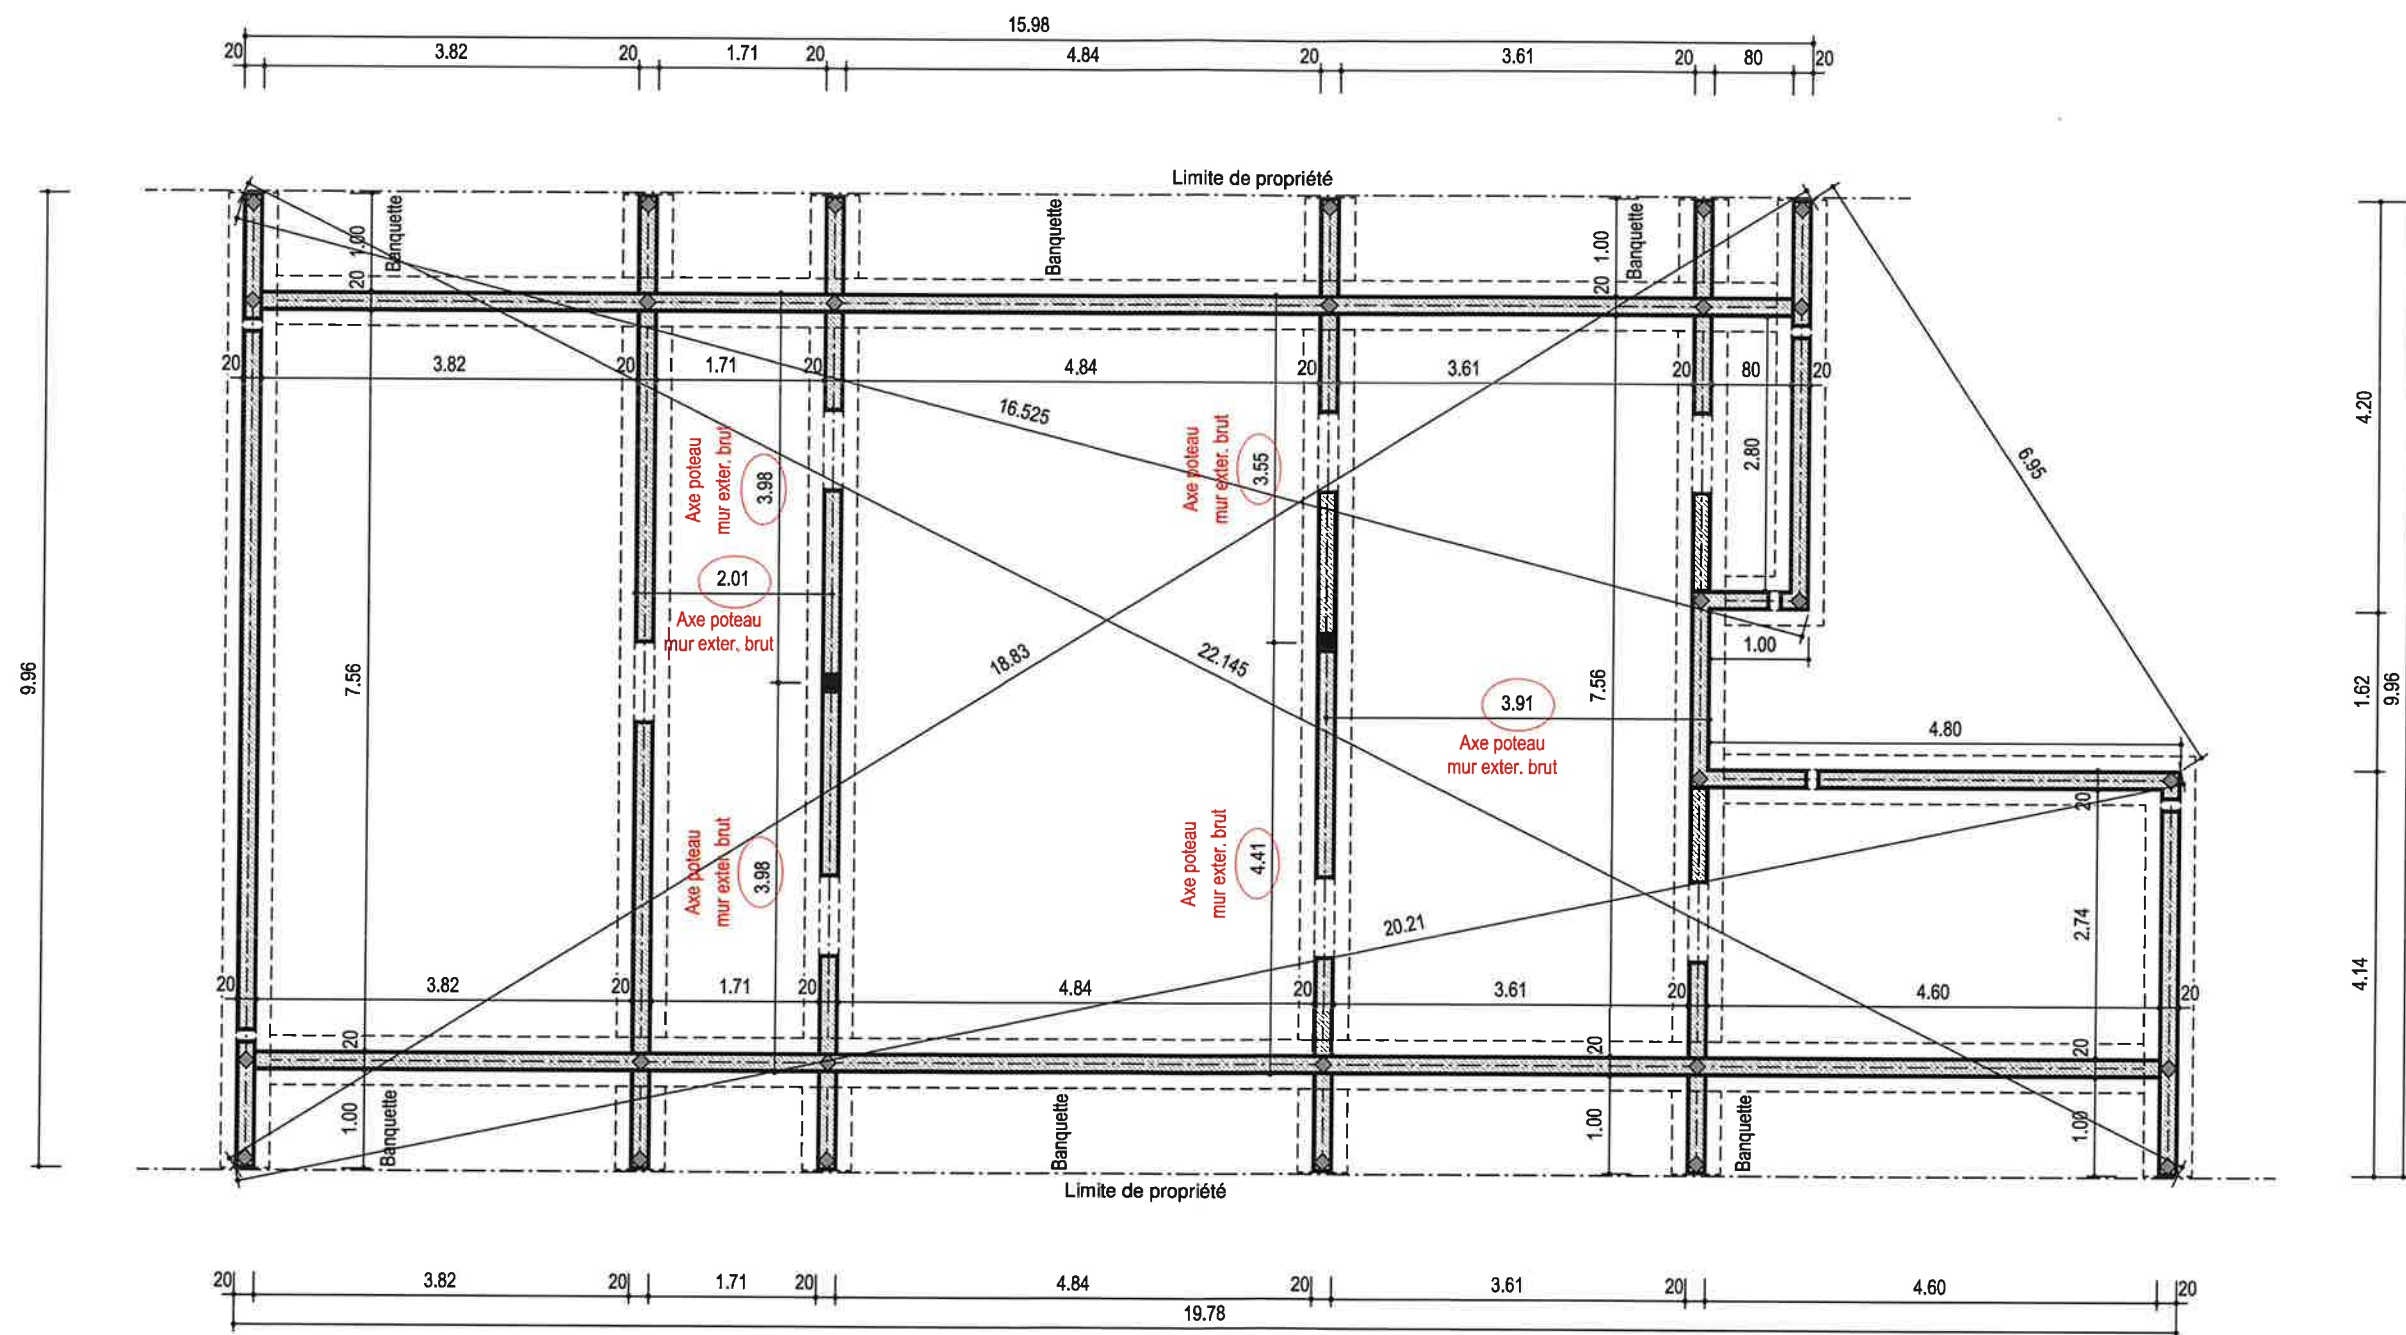 15.98
20 3.82 20 1.71 20 4.84 20 3.61 20 80 20
Limite de propriété
Banquette
Banquette
Banquette
1.00
20
1.00
20
20 3.82 20 1.71 20 4.84 20 3.61 20 80 20
16.525
6.95
4.20
Axe poteau
mur exter. brut
3.98
Axe poteau
mur exter. brut
3.55
2.80
2.01
Axe poteau
mur exter. brut
1.00
9.96
7.56
18.83
22.145
7.56
3.91
Axe poteau
mur exter. brut
1.62
9.96
4.80
20
Axe poteau
mur exter. brut
3.98
Axe poteau
mur exter. brut
4.41
20.21
2.74
4.14
20 3.82 20 1.71 20 4.84 20 3.61 20 4.60 20
20
20
20
1.00
Banquette
Banquette
1.00
Banquette
1.00
Limite de propriété
20 3.82 20 1.71 20 4.84 20 3.61 20 4.60 20
19.78